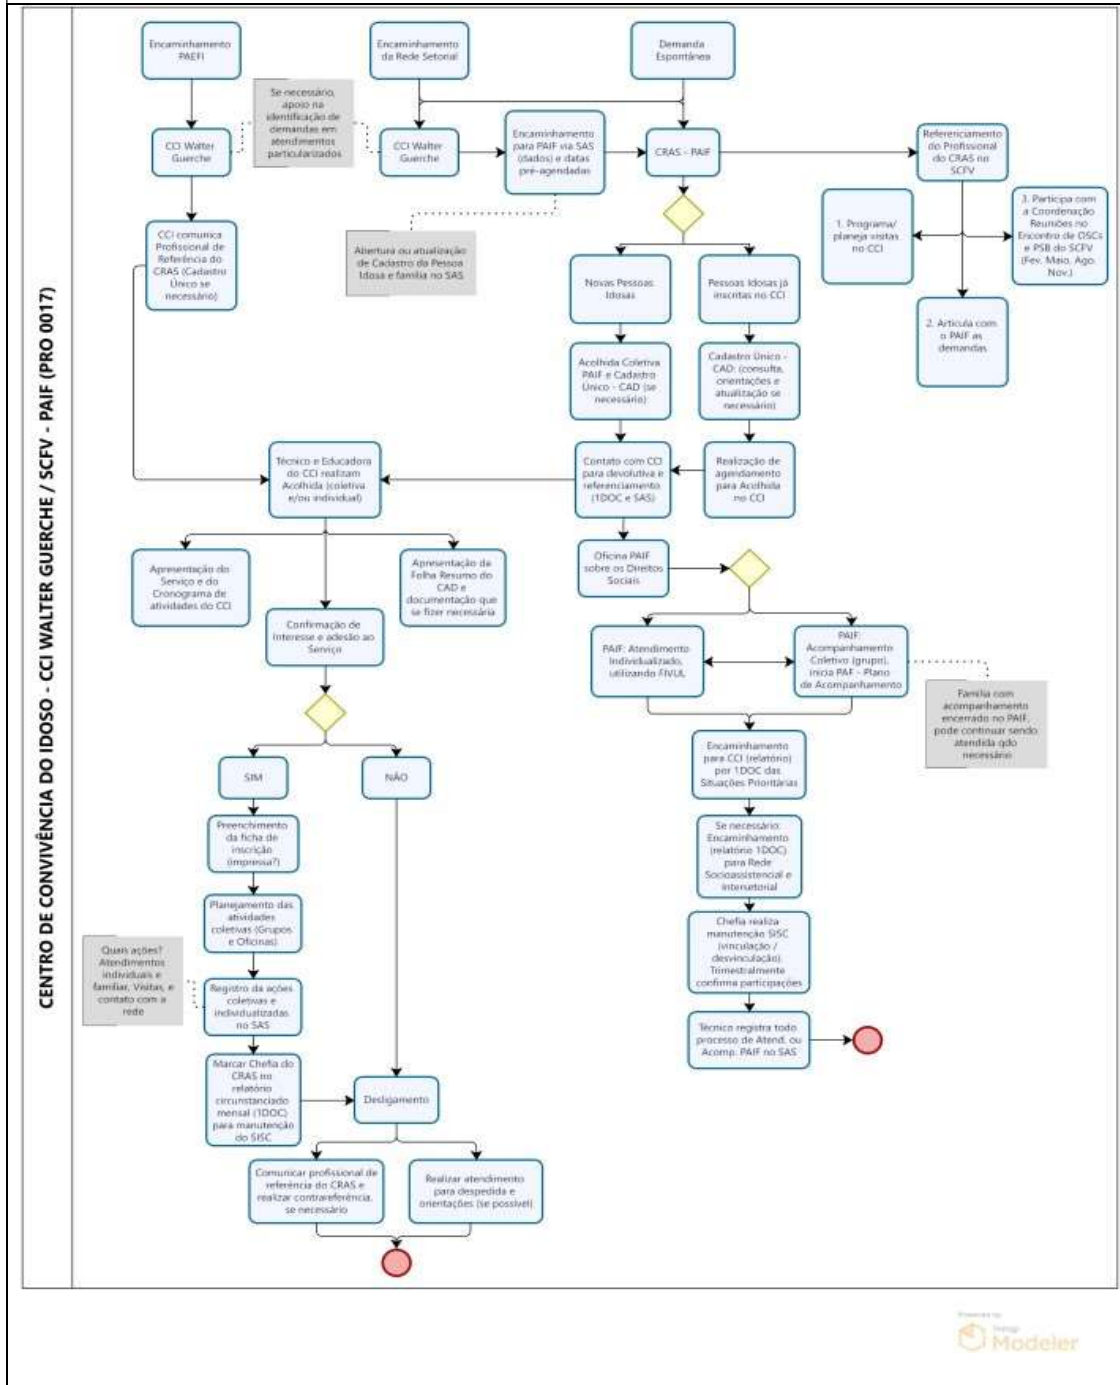 CENTRO DE CONVIVÊNCIA DO IDOSO - CCI WALTER GUERCHE / SCFV - PAIF (PRO 0017)
Encaminhamento
PAEFI
Encaminhamento
da Rede Setorial
Demanda
Espontânea
Se necessário,
apoio na
identificação de
demandas em
atendimentos
particularizados
CCI Walter
Guerche
CCI Walter
Guerche
Encaminhamento
para PAIF via SAS
(dados) e datas
pré-agendadas
CRAS - PAIF
Referenciamento
do Profissional
do CRAS no
SCFV
CCI comunica
Profissional de
Referência do
CRAS (Cadastro
Único se
necessário)
Abertura ou atualização
de Cadastro da Pessoa
Idosa e família no SAS
Novas Pessoas
Idosas
Pessoas Idosas já
inscritas no CCI
1. Programa/
planeja visitas
no CCI
3. Participa com
a Coordenação
Reuniões no
Encontro de OSCs
e PSB do SCFV
(Fev. Maio, Ago.
Nov.)
2. Articula com
o PAIF as
demandas
Acolhida Coletiva
PAIF e Cadastro
Único - CAD (se
necessário)
Cadastro Único -
CAD: (consulta,
orientações e
atualização se
necessário)
Técnico e Educadora
do CCI realizam
Acolhida (coletiva
e/ou individual)
Contato com CCI
para devolutiva e
referenciamento
(1DOC e SAS)
Realização de
agendamento
para Acolhida
no CCI
Apresentação do
Serviço e do
Cronograma de
atividades do CCI
Apresentação da
Folha Resumo do
CAD e
documentação que
se fizer necessária
Oficina PAIF
sobre os Direitos
Sociais
Confirmação de
Interesse e adesão ao
Serviço
PAIF: Atendimento
Individualizado,
utilizando FIVUL
PAIF:
Acompanhamento
Coletivo (grupo),
inicia PAF - Plano
de Acompanhamento
Família com
acompanhamento
encerrado no PAIF,
pode continuar sendo
atendida qdo
necessário
SIM
NÃO
Encaminhamento
para CCI (relatório)
por 1DOC das
Situações Prioritárias
Preenchimento
da ficha de
inscrição
(impressa?)
Se necessário:
Encaminhamento
(relatório 1DOC)
para Rede
Socioassistencial e
Intersetorial
Planejamento das
atividades
coletivas (Grupos
e Oficinas)
Chefia realiza
manutenção SISC
(vinculação /
desvinculação).
Trimestralmente
confirma participações
Quais ações?
Atendimentos
individuais e
familiar, Visitas, e
contato com a
rede
Registro da ações
coletivas e
individualizadas
no SAS
Técnico registra todo
processo de Atend. ou
Acomp. PAIF no SAS
Marcar Chefia do
CRAS no
relatório
circunstanciado
mensal (1DOC)
para manutenção
do SISC
Desligamento
Comunicar profissional de
referência do CRAS e
realizar contrareferência,
se necessário
Realizar atendimento
para despedida e
orientações (se possível)
Powered by
bizagi
Modeler